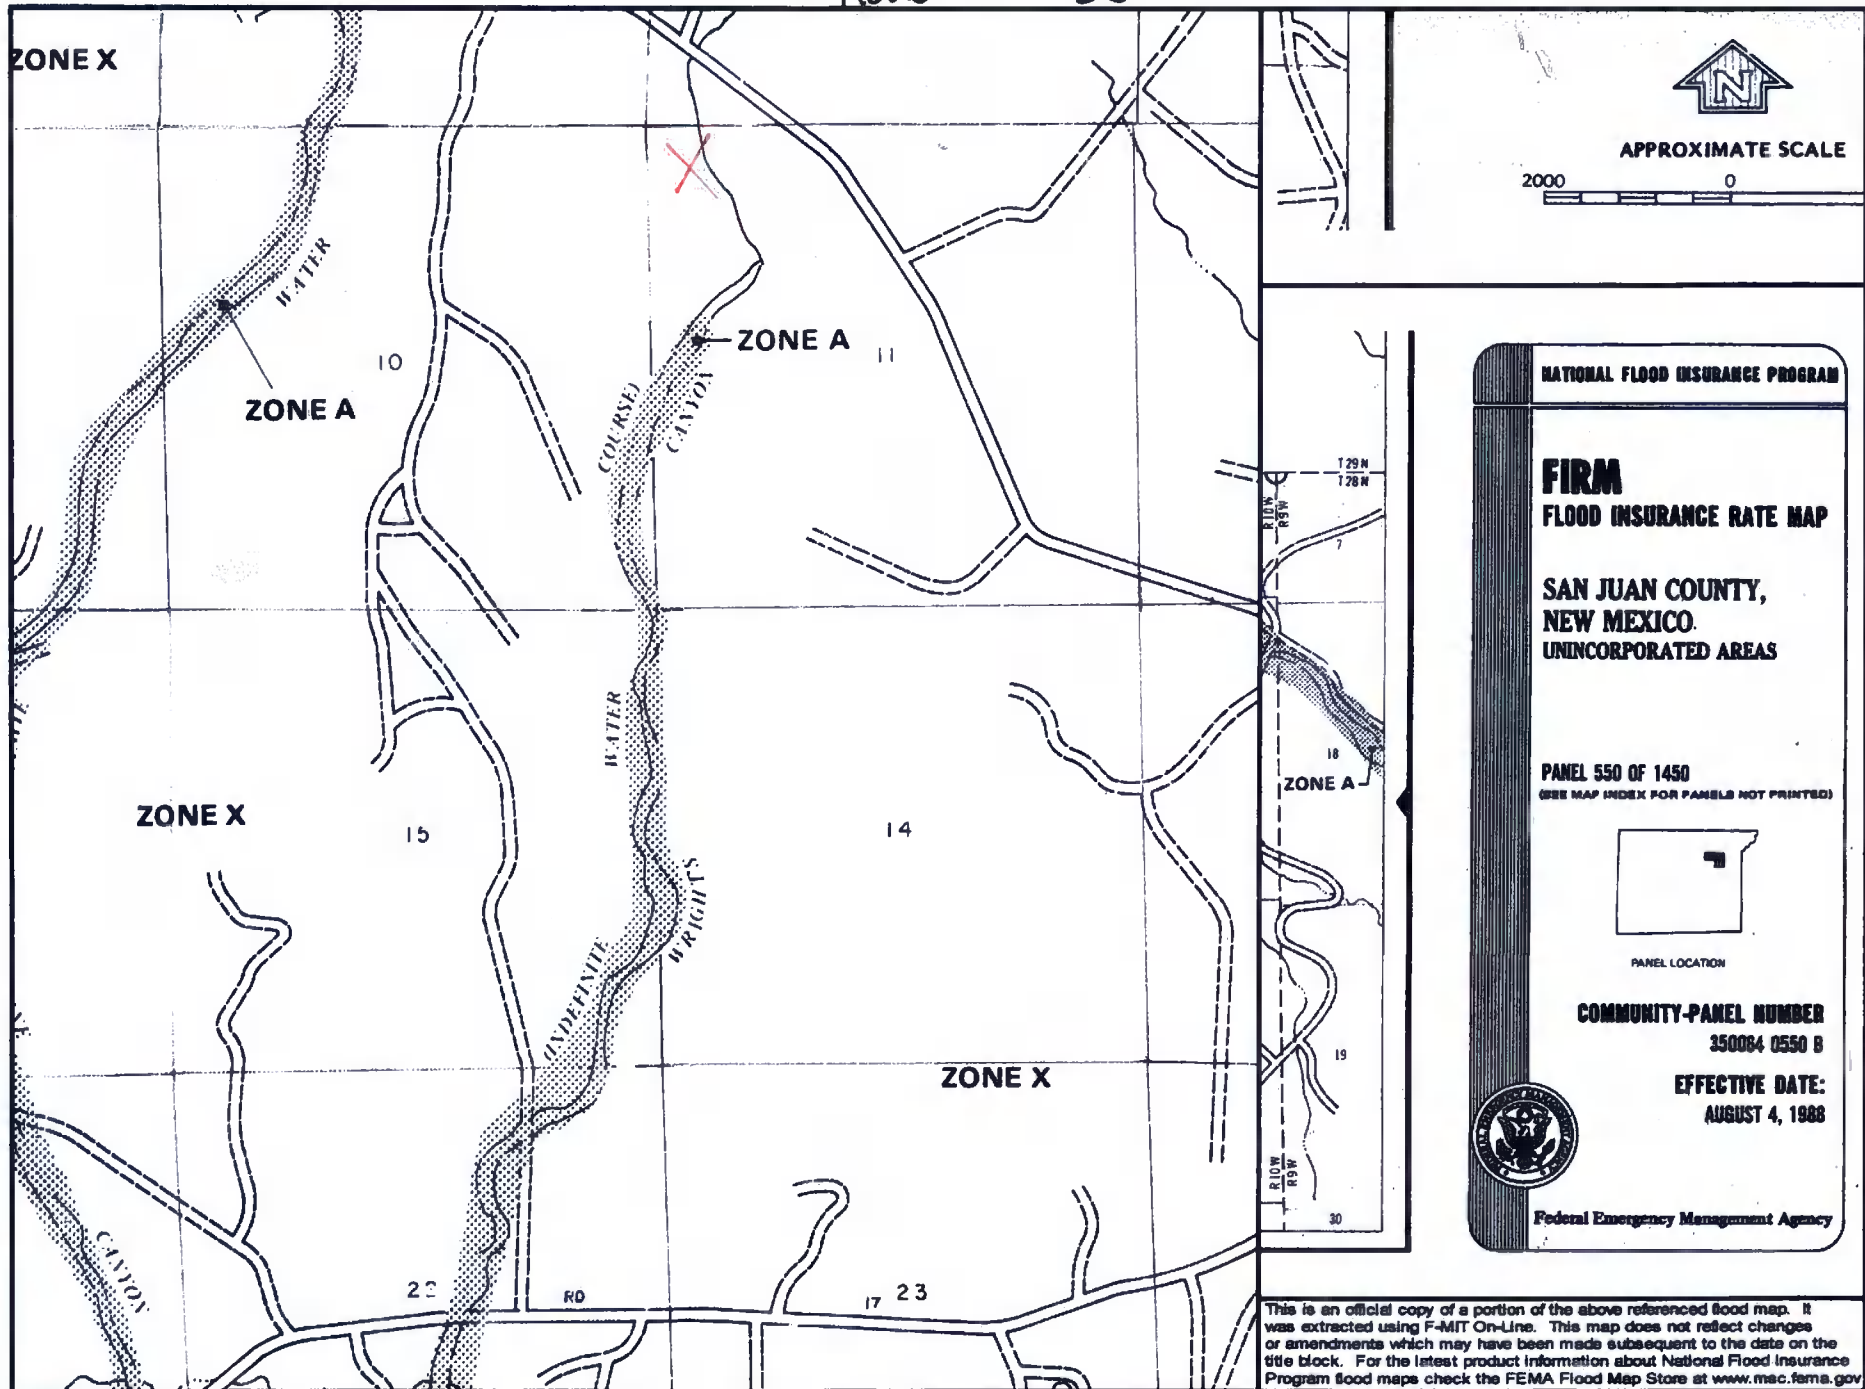 ZONE X
WATER
ZONE A
10
COURSE)
CANYON
ZONE A
11
ZONE X
15
WATER
14
WRIGHTS
(INDEFINITE
ZONE X
CANYON
22
RD
17
23
N
APPROXIMATE SCALE
2000 0
T29N
T28N
R10W
R9W
7
18
ZONE A
19
R10W
R9W
30
NATIONAL FLOOD INSURANCE PROGRAM
FIRM
FLOOD INSURANCE RATE MAP
SAN JUAN COUNTY,
NEW MEXICO
UNINCORPORATED AREAS
PANEL 550 OF 1450
(SEE MAP INDEX FOR PANELS NOT PRINTED)
PANEL LOCATION
COMMUNITY-PANEL NUMBER
350064 0550 B
EFFECTIVE DATE:
AUGUST 4, 1988
FEDERAL EMERGENCY MANAGEMENT AGENCY
Federal Emergency Management Agency
This is an official copy of a portion of the above referenced flood map. It
was extracted using F-MIT On-Line. This map does not reflect changes
or amendments which may have been made subsequent to the date on the
title block. For the latest product information about National Flood Insurance
Program flood maps check the FEMA Flood Map Store at www.msc.fema.gov